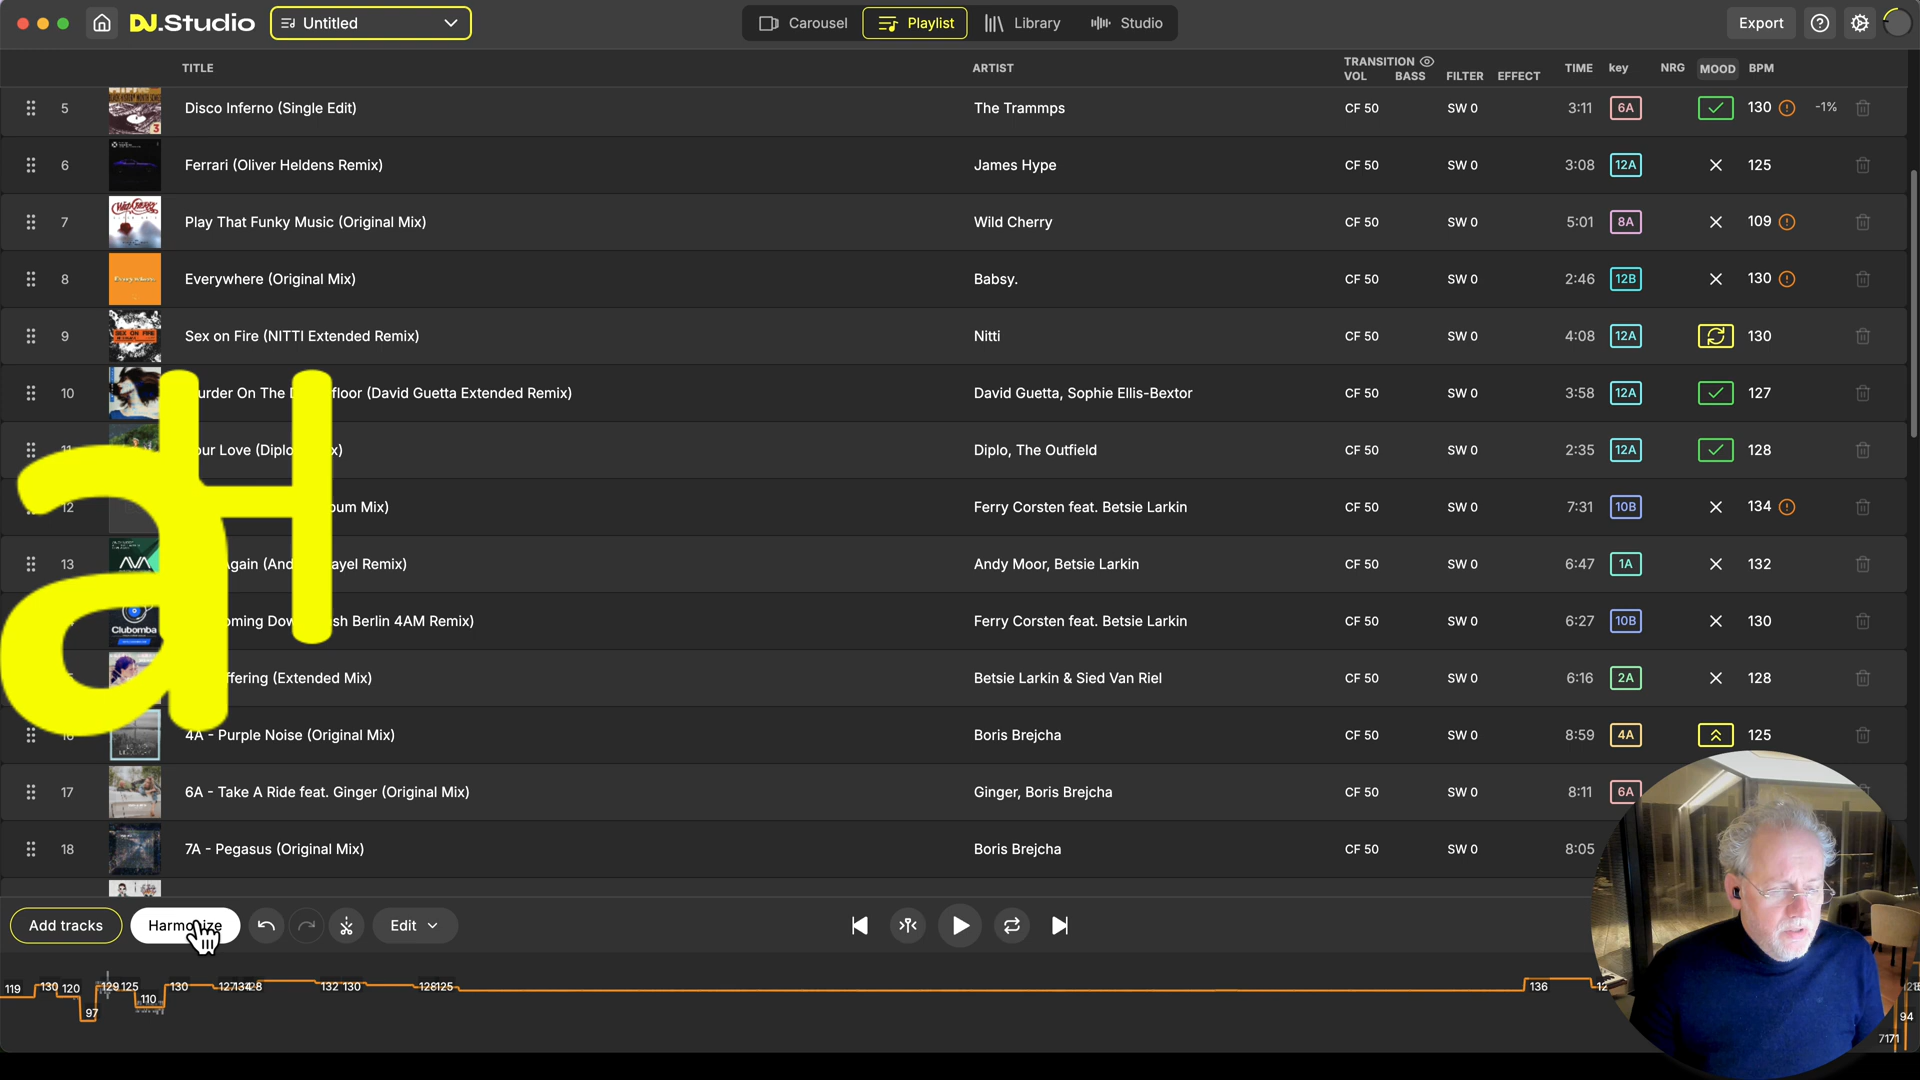 DJ.Studio Untitled Carousel Playlist Library Studio Export
TITLE ARTIST TRANSITION TIME key NRG MOOD BPM
VOL BASS FILTER EFFECT
5 Disco Inferno (Single Edit) The Trammps CF 50 SW 0 3:11 6A 130 -1%
6 Ferrari (Oliver Heldens Remix) James Hype CF 50 SW 0 3:08 12A 125
7 Play That Funky Music (Original Mix) Wild Cherry CF 50 SW 0 5:01 8A 109
8 Everywhere (Original Mix) Babsy. CF 50 SW 0 2:46 12B 130
9 Sex on Fire (NITTI Extended Remix) Nitti CF 50 SW 0 4:08 12A 130
10 urder On The D floor (David Guetta Extended Remix) David Guetta, Sophie Ellis-Bextor CF 50 SW 0 3:58 12A 127
our Love (Diplo x) Diplo, The Outfield CF 50 SW 0 2:35 12A 128
12 bum Mix) Ferry Corsten feat. Betsie Larkin CF 50 SW 0 7:31 10B 134
13 Again (And ayel Remix) Andy Moor, Betsie Larkin CF 50 SW 0 6:47 1A 132
oming Dow sh Berlin 4AM Remix) Ferry Corsten feat. Betsie Larkin CF 50 SW 0 6:27 10B 130
ffering (Extended Mix) Betsie Larkin & Sied Van Riel CF 50 SW 0 6:16 2A 128
16 4A - Purple Noise (Original Mix) Boris Brejcha CF 50 SW 0 8:59 4A 125
17 6A - Take A Ride feat. Ginger (Original Mix) Ginger, Boris Brejcha CF 50 SW 0 8:11 6A
18 7A - Pegasus (Original Mix) Boris Brejcha CF 50 SW 0 8:05
H
a
Add tracks Harmonize Edit
119 130 120 97 129 125 110 130 127 134 128 132 130 128 125 136 12 94 7171